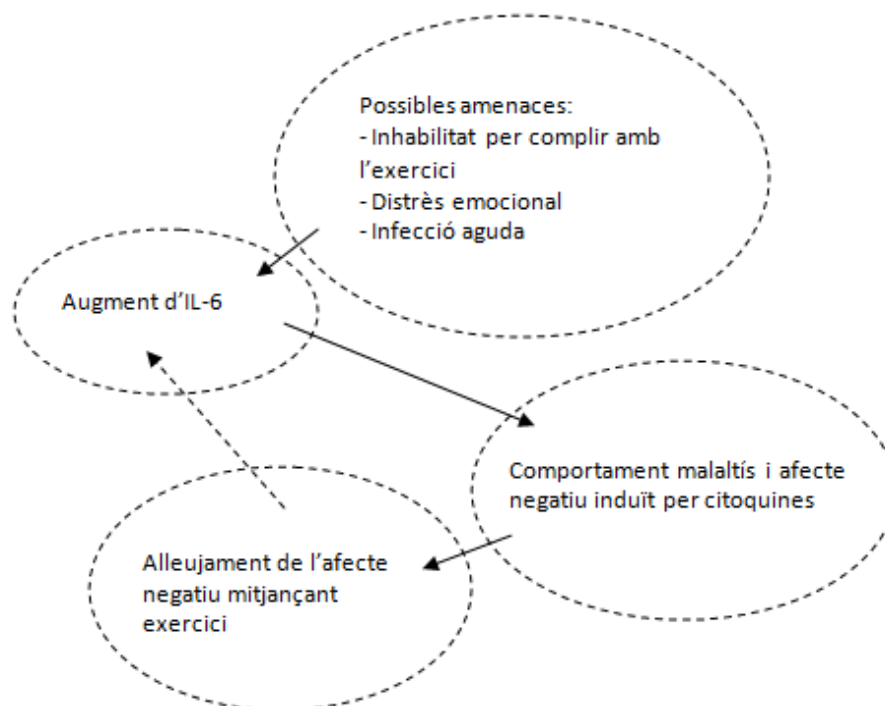 Possibles amenaces:
- Inhabilitat per complir amb
l’exercici
- Distrès emocional
- Infecció aguda
Augment d’IL-6
Comportament malaltís i afecte
negatiu induït per citoquines
Alleujament de l’afecte
negatiu mitjançant
exercici